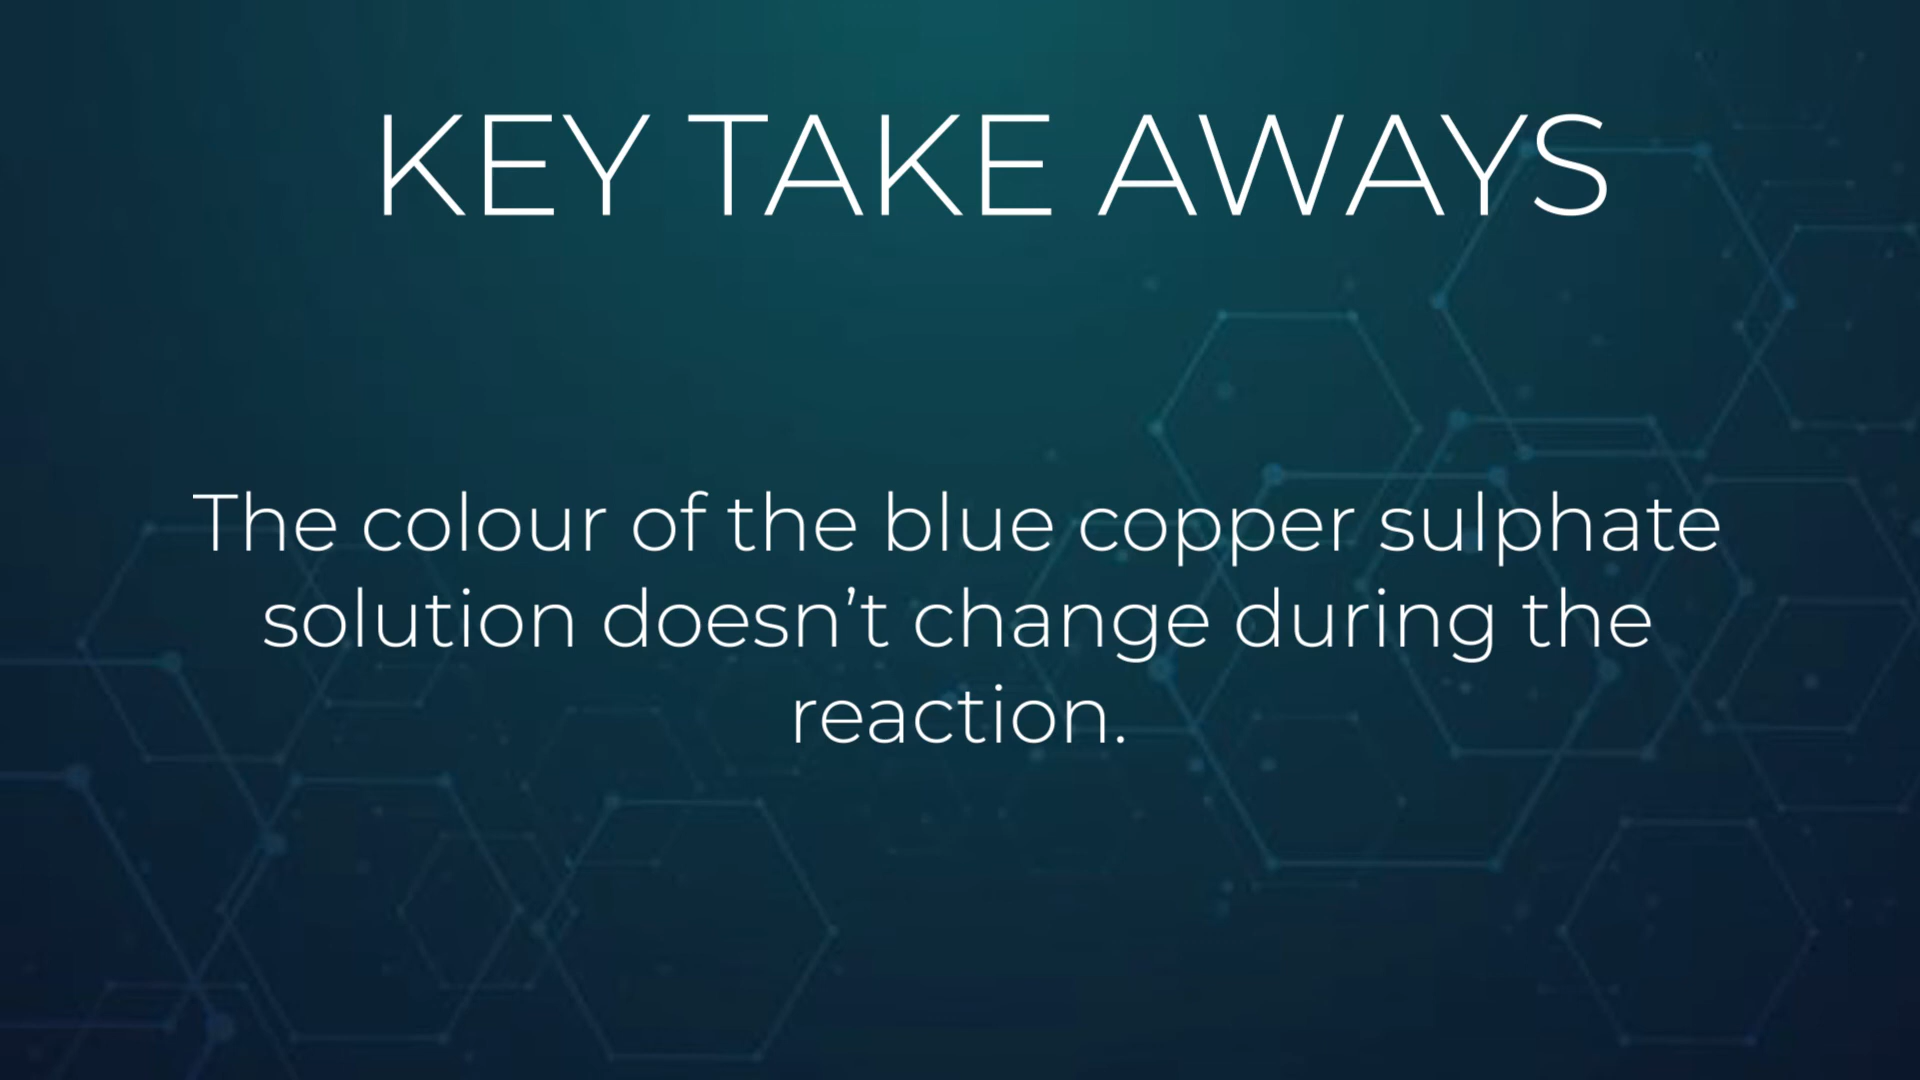 KEY TAKE AWAYS
The colour of the blue copper sulphate
solution doesn’t change during the
reaction.